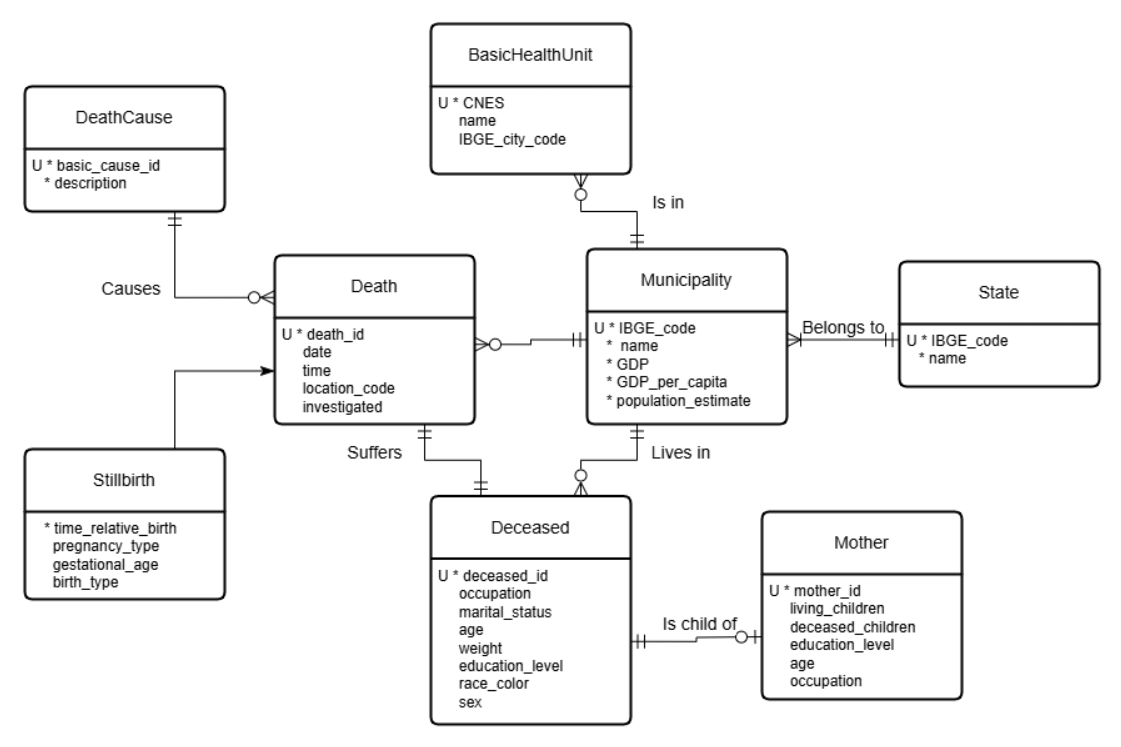 BasicHealthUnit
U * CNES
name
IBGE_city_code
DeathCause
U * basic_cause_id
* description
Is in
Causes
Death
U * death_id
date
time
location_code
investigated
Municipality
U * IBGE_code
* name
* GDP
* GDP_per_capita
* population_estimate
Belongs to
State
U * IBGE_code
* name
Suffers
Lives in
Stillbirth
* time_relative_birth
pregnancy_type
gestational_age
birth_type
Deceased
U * deceased_id
occupation
marital_status
age
weight
education_level
race_color
sex
Is child of
Mother
U * mother_id
living_children
deceased_children
education_level
age
occupation